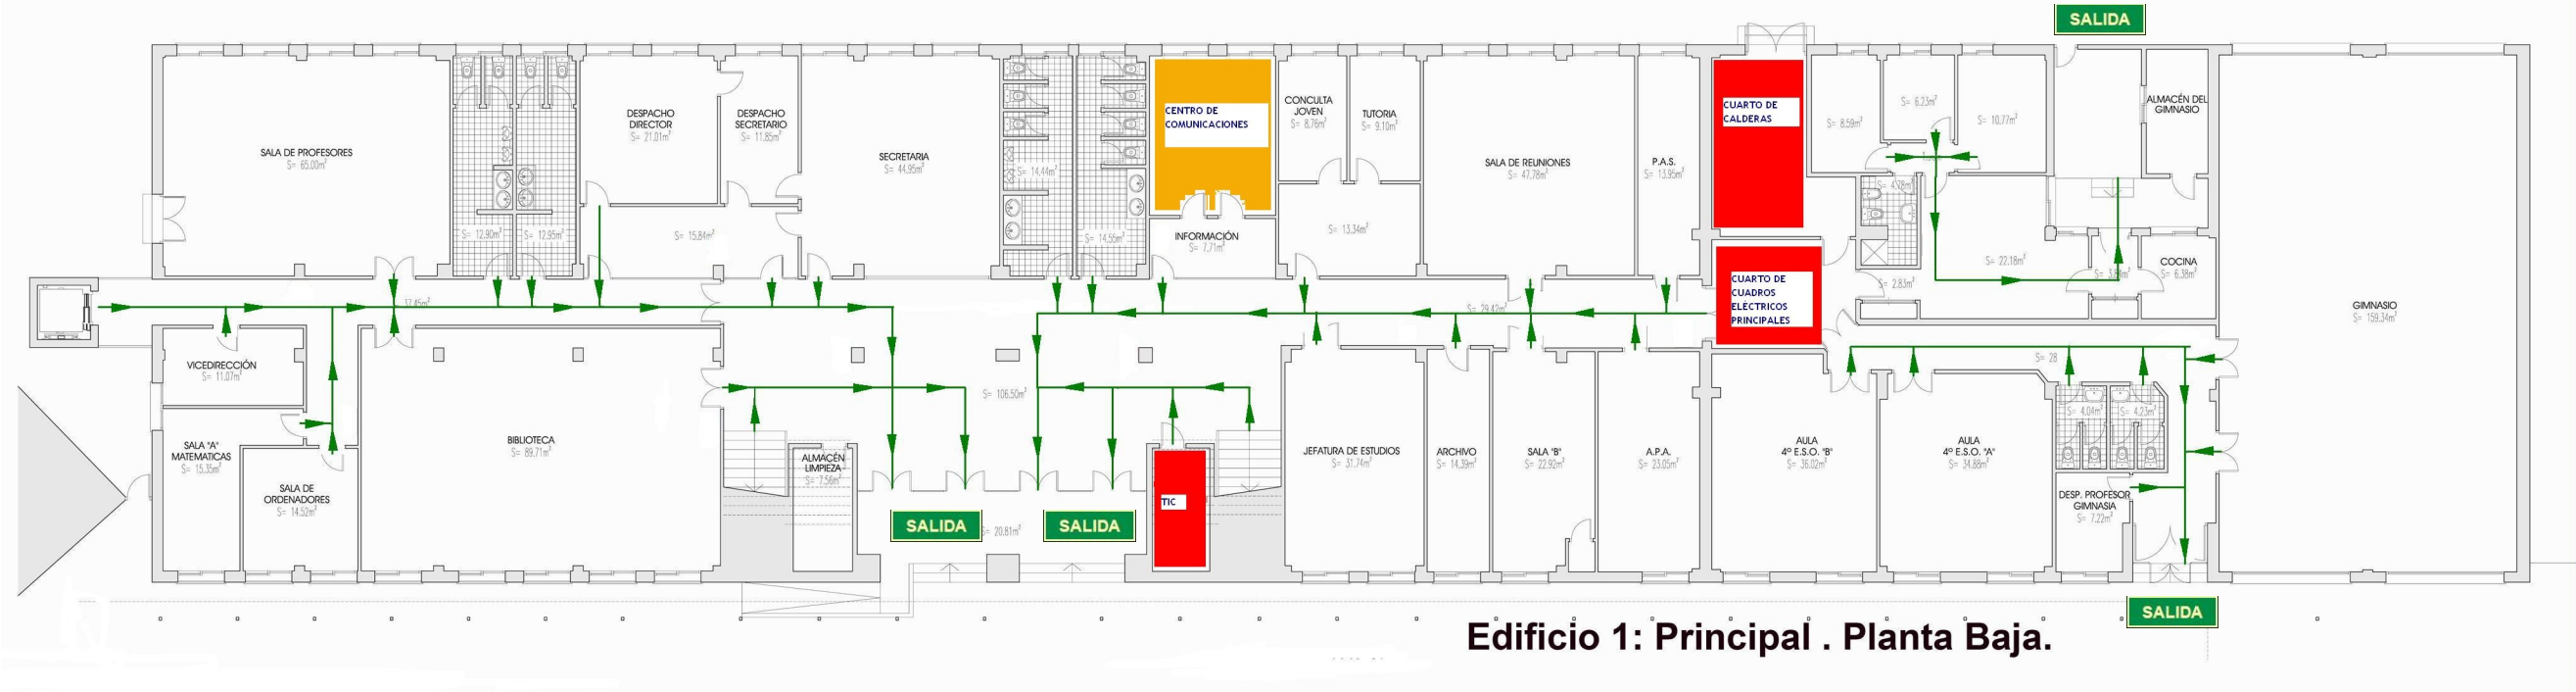 SALIDA
SALA DE PROFESORES
S= 65.00m²
S= 12.90m²
S= 12.95m²
DESPACHO
DIRECTOR
S= 21.01m²
DESPACHO
SECRETARIO
S= 11.85m²
S= 15.84m²
SECRETARIA
S= 44.95m²
S= 14.44m²
S= 14.55m²
CENTRO DE
COMUNICACIONES
INFORMACIÓN
S= 7.71m²
CONCULTA
JOVEN
S= 8.76m²
TUTORIA
S= 9.10m²
S= 13.34m²
SALA DE REUNIONES
S= 47.78m²
P.A.S.
S= 13.95m²
CUARTO DE
CALDERAS
CUARTO DE
CUADROS
ELÉCTRICOS
PRINCIPALES
S= 8.59m²
S= 6.23m²
S= 10.77m²
S= 4.78m²
S= 2.83m²
S= 22.18m²
ALMACÉN DEL
GIMNASIO
COCINA
S= 6.38m²
GIMNASIO
S= 159.34m²
37.45m²
S= 29.42m²
S= 28
VICEDIRECCIÓN
S= 11.07m²
SALA "A"
MATEMATICAS
S= 15.35m²
SALA DE
ORDENADORES
S= 14.52m²
BIBLIOTECA
S= 89.71m²
ALMACÉN
LIMPIEZA
S= 7.56m²
S= 106.50m²
SALIDA
SALIDA
S= 20.81m²
TIC
JEFATURA DE ESTUDIOS
S= 31.74m²
ARCHIVO
S= 14.39m²
SALA "B"
S= 22.92m²
A.P.A.
S= 23.05m²
AULA
4º E.S.O. "B"
S= 36.02m²
AULA
4º E.S.O. "A"
S= 34.88m²
S= 4.04m²
S= 4.23m²
DESP. PROFESOR
GIMNASIA
S= 7.22m²
SALIDA
Edificio 1: Principal . Planta Baja.